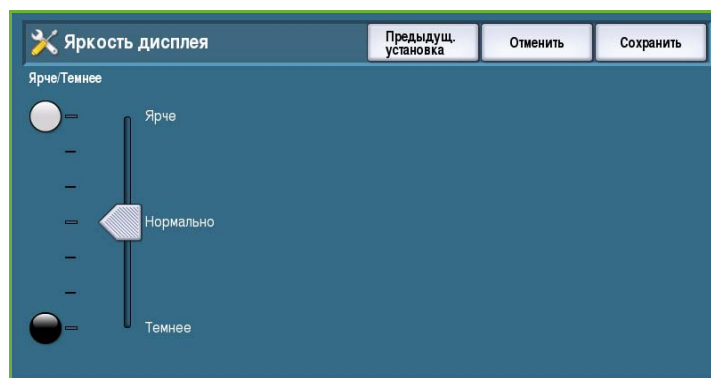 Яркость дисплея
Предыдущ.
установка
Отменить
Сохранить
Ярче/Темнее
Ярче
Нормально
Темнее